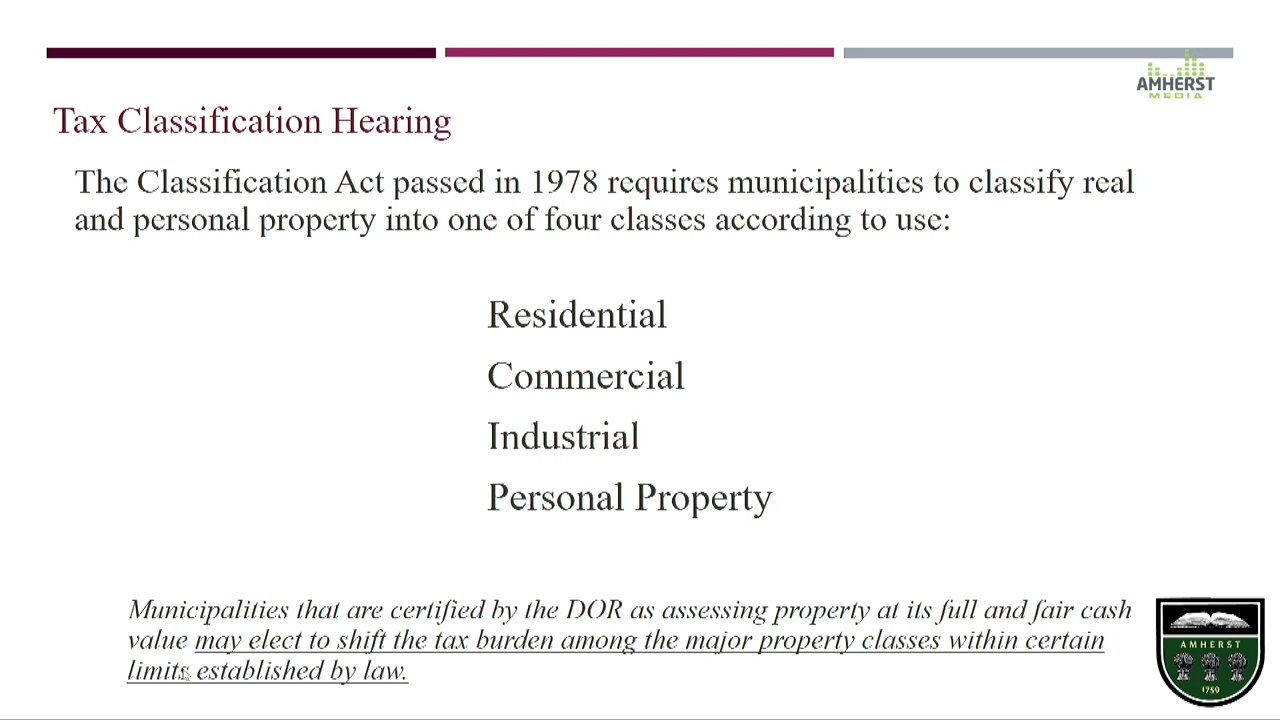 AMHERST
MEDIA
Tax Classification Hearing
The Classification Act passed in 1978 requires municipalities to classify real
and personal property into one of four classes according to use:
Residential
Commercial
Industrial
Personal Property
Municipalities that are certified by the DOR as assessing property at its full and fair cash
value may elect to shift the tax burden among the major property classes within certain
limits established by law.
AMHERST
1759